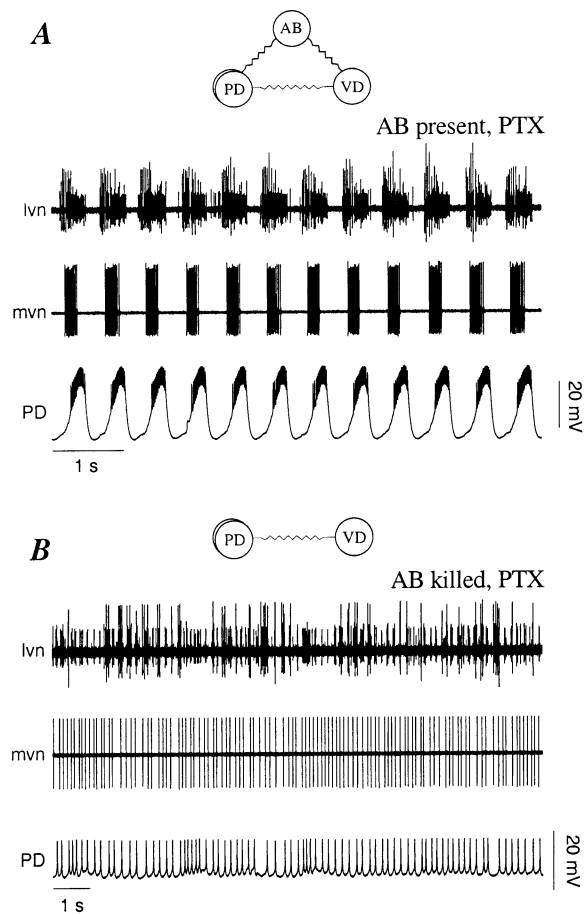 A
AB
PD
VD
AB present, PTX
lvn
mvn
PD
20 mV
1 s
B
PD
VD
AB killed, PTX
lvn
mvn
PD
20 mV
1 s